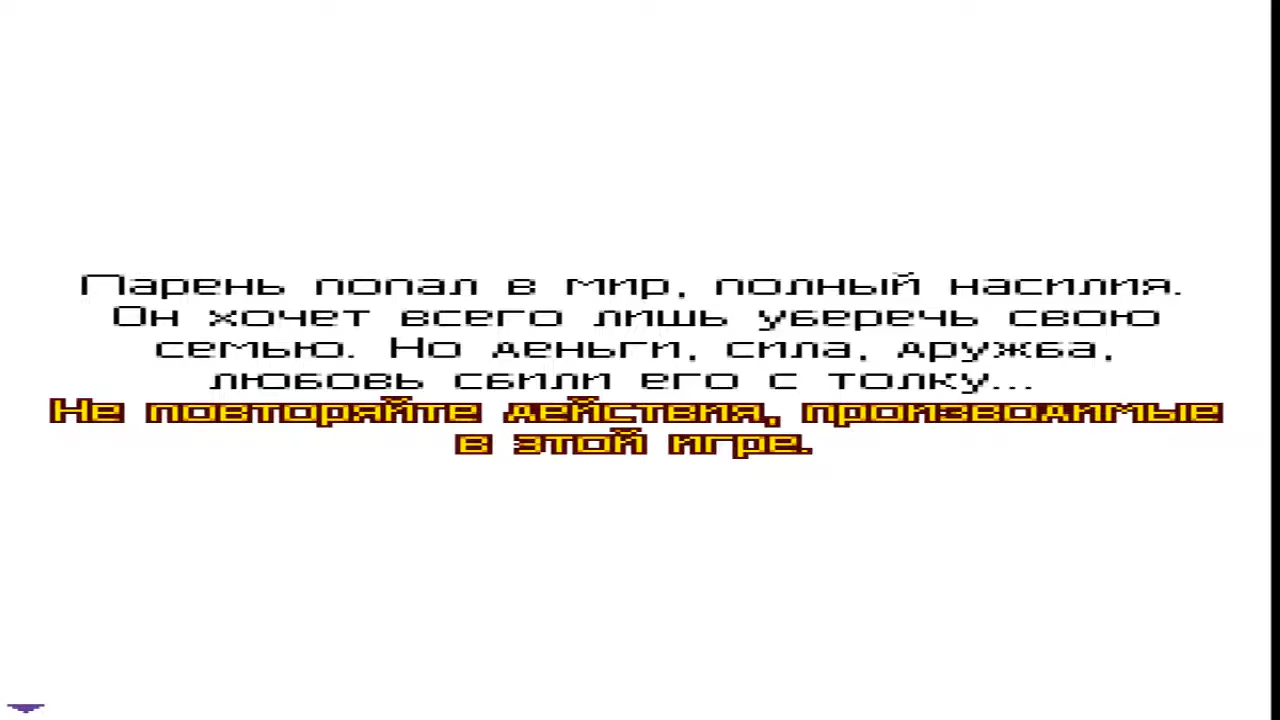 Парень попал в мир, полный насилия.
Он хочет всего лишь уберечь свою
семью. Но деньги, сила, дружба,
любовь сбили его с толку...
Не повторяйте действия, производимые
в этой игре.